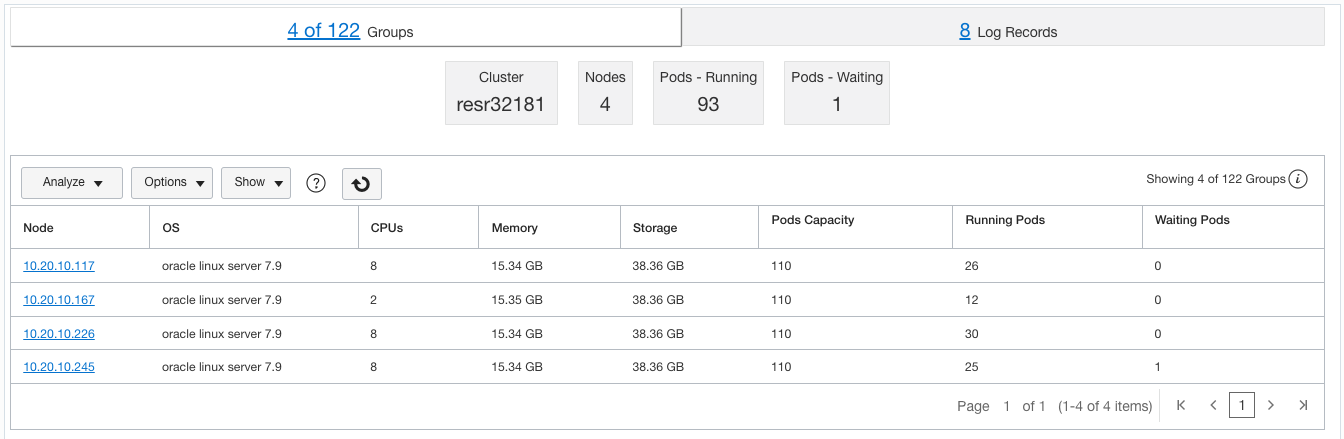 4 of 122 Groups
8 Log Records
Cluster
resr32181
Nodes
4
Pods - Running
93
Pods - Waiting
1
Analyze Options Show ? Showing 4 of 122 Groups i
Node OS CPUs Memory Storage Pods Capacity Running Pods Waiting Pods
10.20.10.117 oracle linux server 7.9 8 15.34 GB 38.36 GB 110 26 0
10.20.10.167 oracle linux server 7.9 2 15.35 GB 38.36 GB 110 12 0
10.20.10.226 oracle linux server 7.9 8 15.34 GB 38.36 GB 110 30 0
10.20.10.245 oracle linux server 7.9 8 15.34 GB 38.36 GB 110 25 1
Page 1 of 1 (1-4 of 4 items) 1